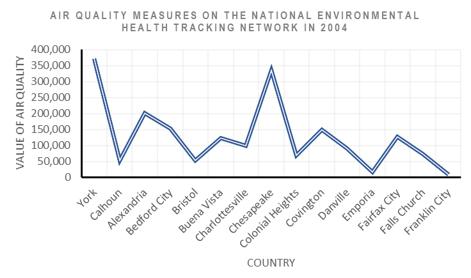 AIR QUALITY MEASURES ON THE NATIONAL ENVIRONMENTAL
HEALTH TRACKING NETWORK IN 2004
VALUE OF AIR QUALITY
400,000
350,000
300,000
250,000
200,000
150,000
100,000
50,000
0
York
Calhoun
Alexandria
Bedford City
Bristol
Buena Vista
Charlottesville
Chesapeake
Colonial Heights
Covington
Danville
Emporia
Fairfax City
Falls Church
Franklin City
COUNTRY